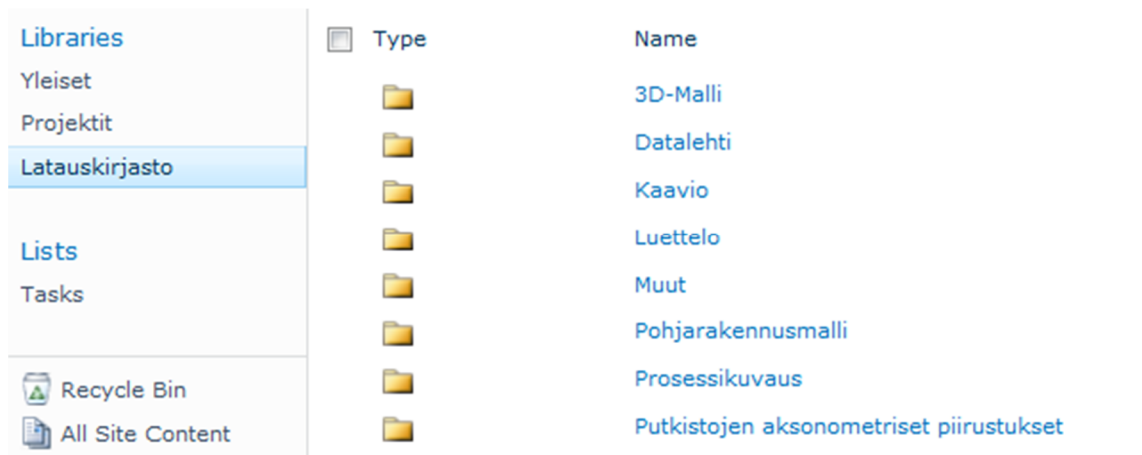 Libraries
Yleiset
Projektit
Latauskirjasto
Lists
Tasks
Recycle Bin
All Site Content
Type Name
3D-Malli
Datalehti
Kaavio
Luettelo
Muut
Pohjarakennusmalli
Prosessikuvaus
Putkistojen aksonometriset piirustukset